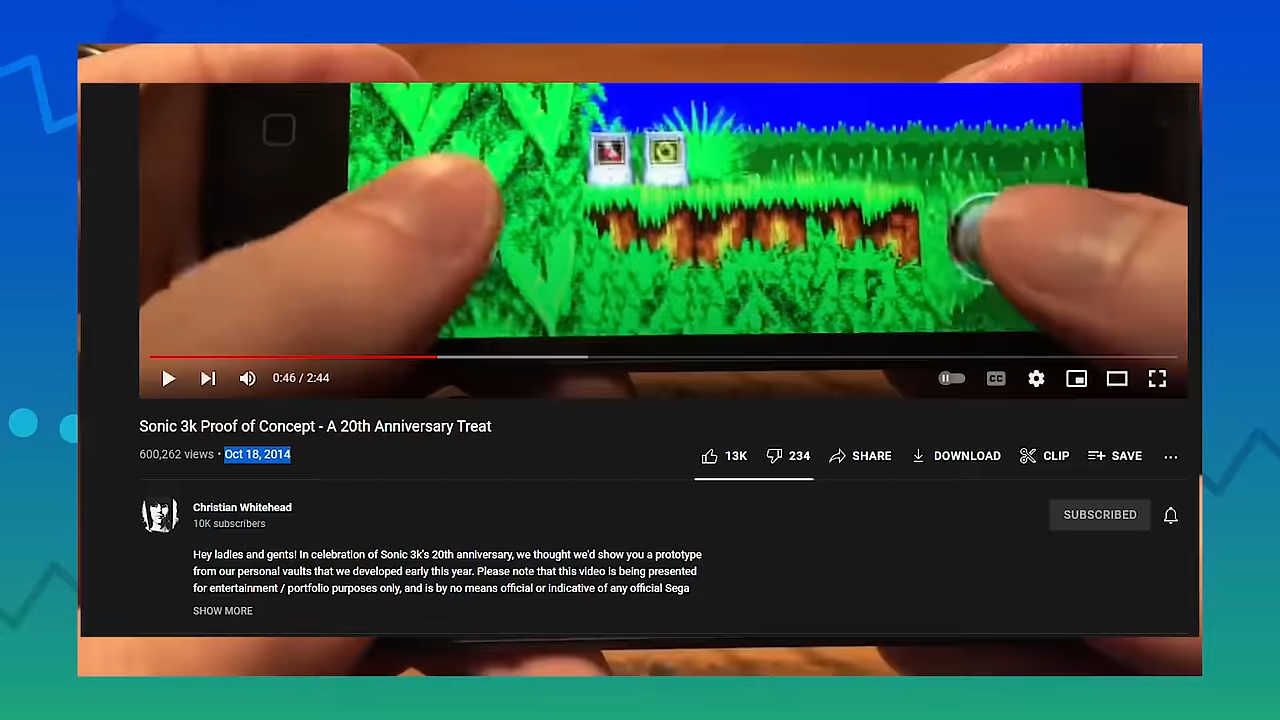 0:46 / 2:44
CC
Sonic 3k Proof of Concept - A 20th Anniversary Treat
600,262 views • Oct 18, 2014
13K 234 SHARE DOWNLOAD CLIP SAVE ...
Christian Whitehead
10K subscribers
SUBSCRIBED
Hey ladies and gents! In celebration of Sonic 3k's 20th anniversary, we thought we'd show you a prototype
from our personal vaults that we developed early this year. Please note that this video is being presented
for entertainment / portfolio purposes only, and is by no means official or indicative of any official Sega
SHOW MORE